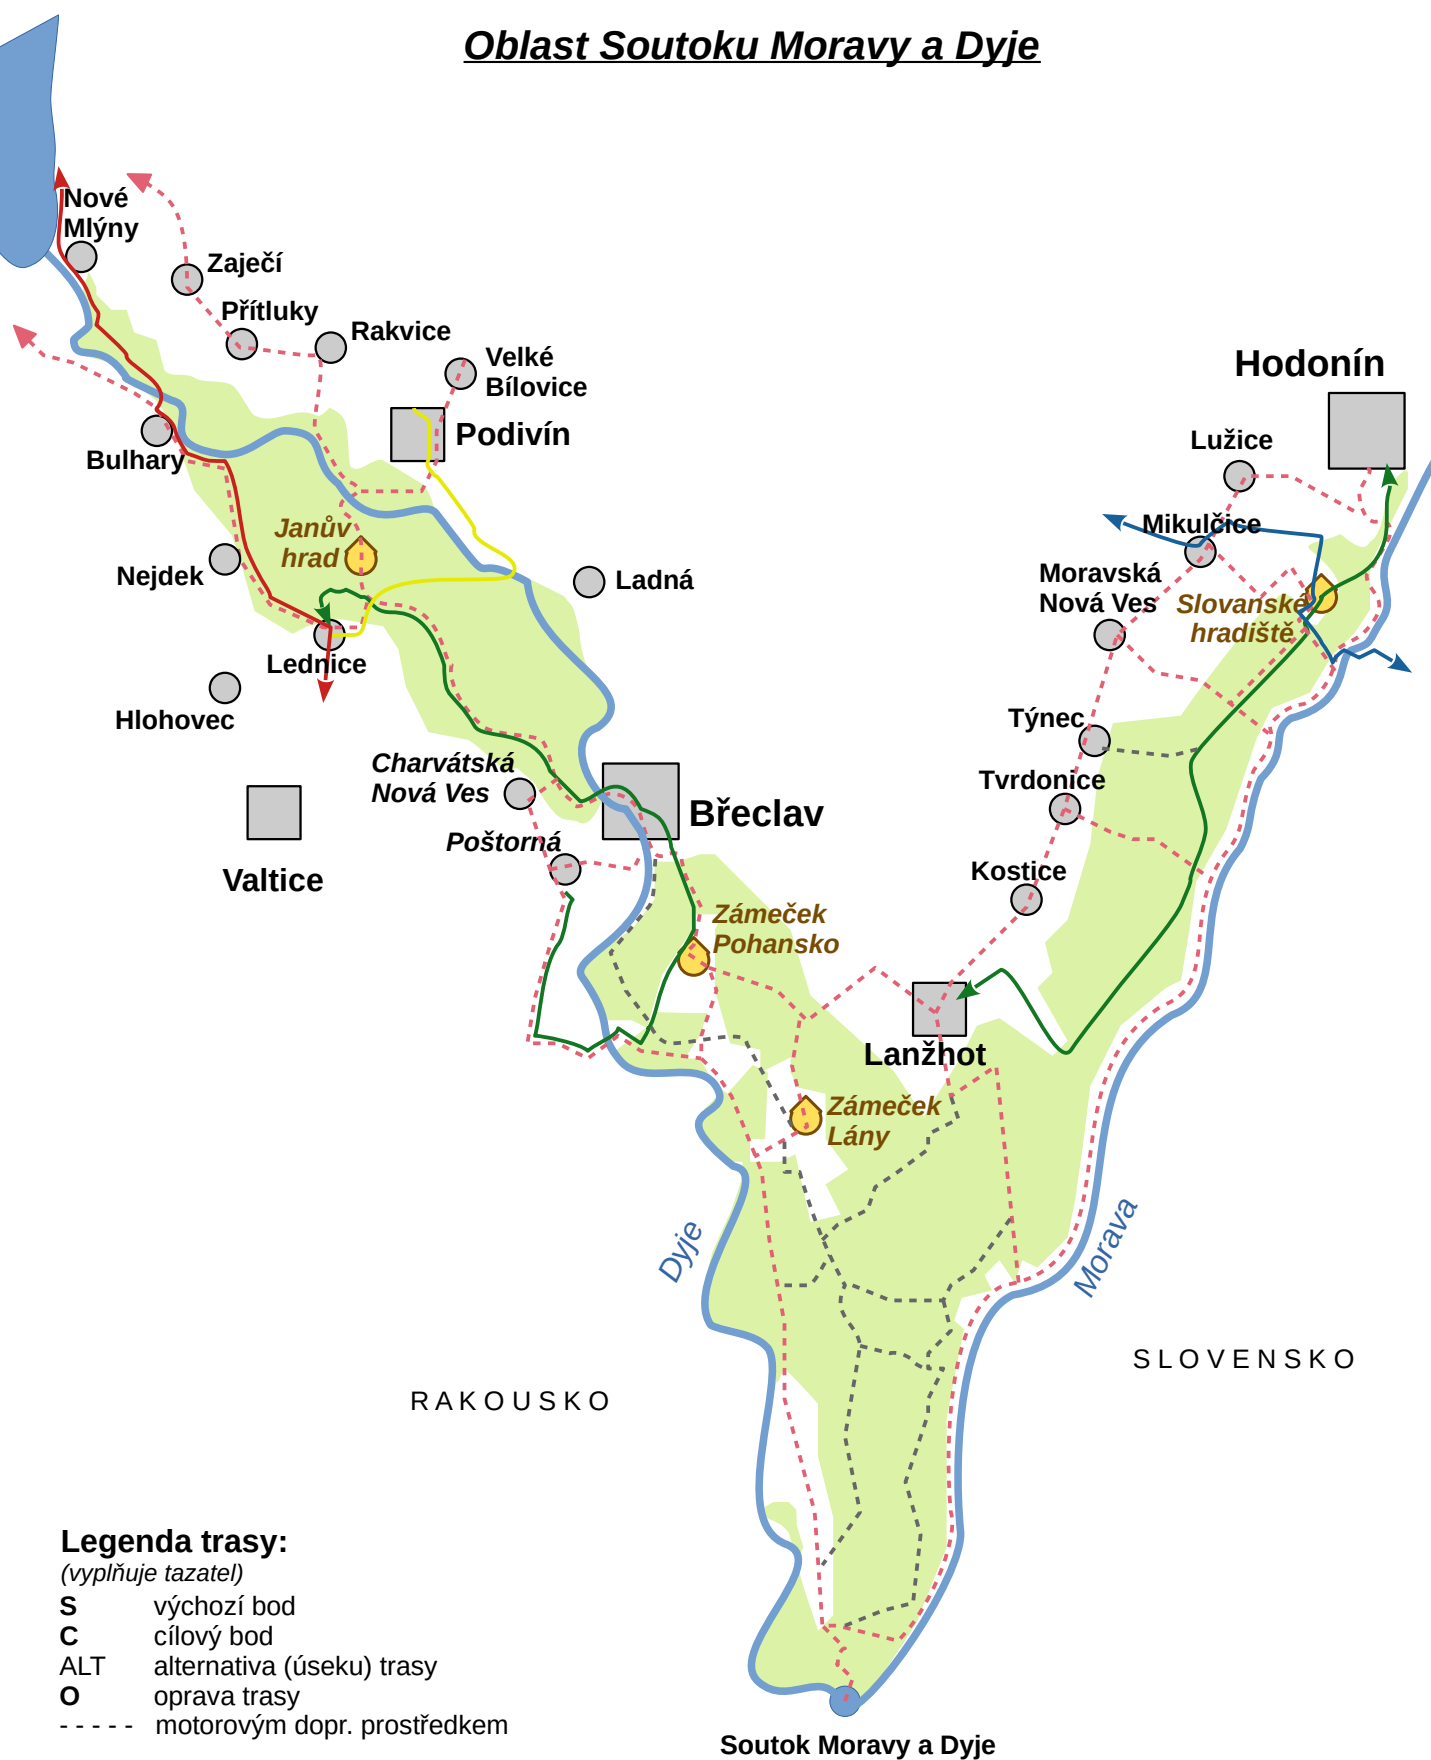 Oblast Soutoku Moravy a Dyje
Nové
Mlýny
Zaječí
Přítluky
Rakvice
Velké
Bílovice
Podivín
Bulhary
Hodonín
Lužice
Mikulčice
Janův
hrad
Nejdek
Ladná
Moravská
Nová Ves
Slovanské
hradiště
Lednice
Hlohovec
Týnec
Charvátská
Nová Ves
Tvrdonice
Břeclav
Poštorná
Valtice
Kostice
Zámeček
Pohansko
Lanžhot
Zámeček
Lány
Dyje
Morava
SLOVENSKO
RAKOUSKO
Legenda trasy:
(vyplňuje tazatel)
S výchozí bod
C cílový bod
ALT alternativa (úseku) trasy
O oprava trasy
- - - - - motorovým dopr. prostředkem
Soutok Moravy a Dyje